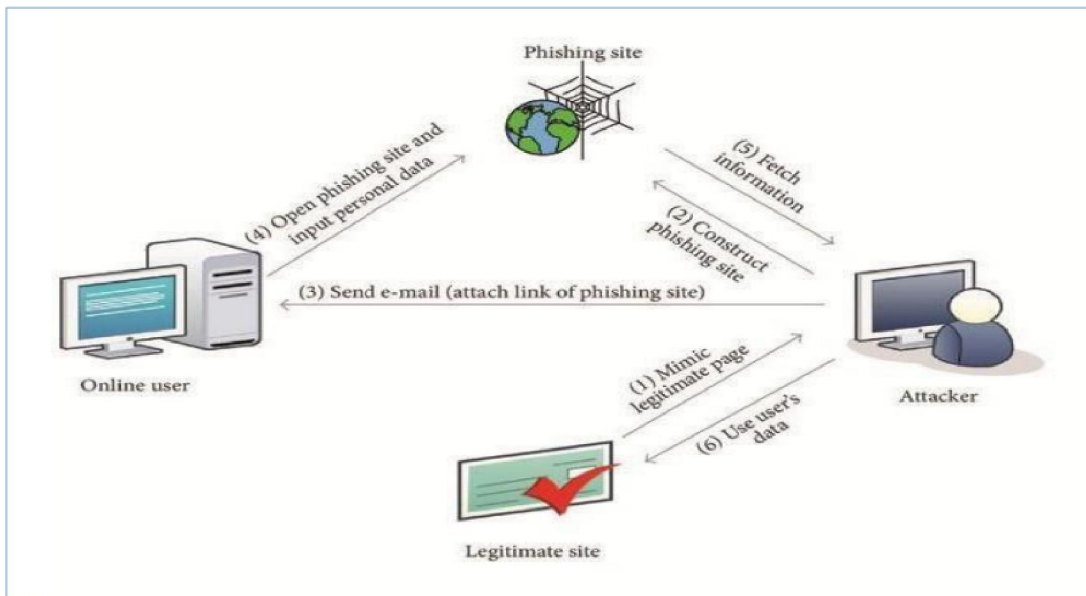 Phishing site
(4) Open phishing site and
input personal data
(5) Fetch
information
(2) Construct
phishing site
(3) Send e-mail (attach link of phishing site)
Online user
(1) Mimic
legitimate page
Attacker
(6) Use user's
data
Legitimate site